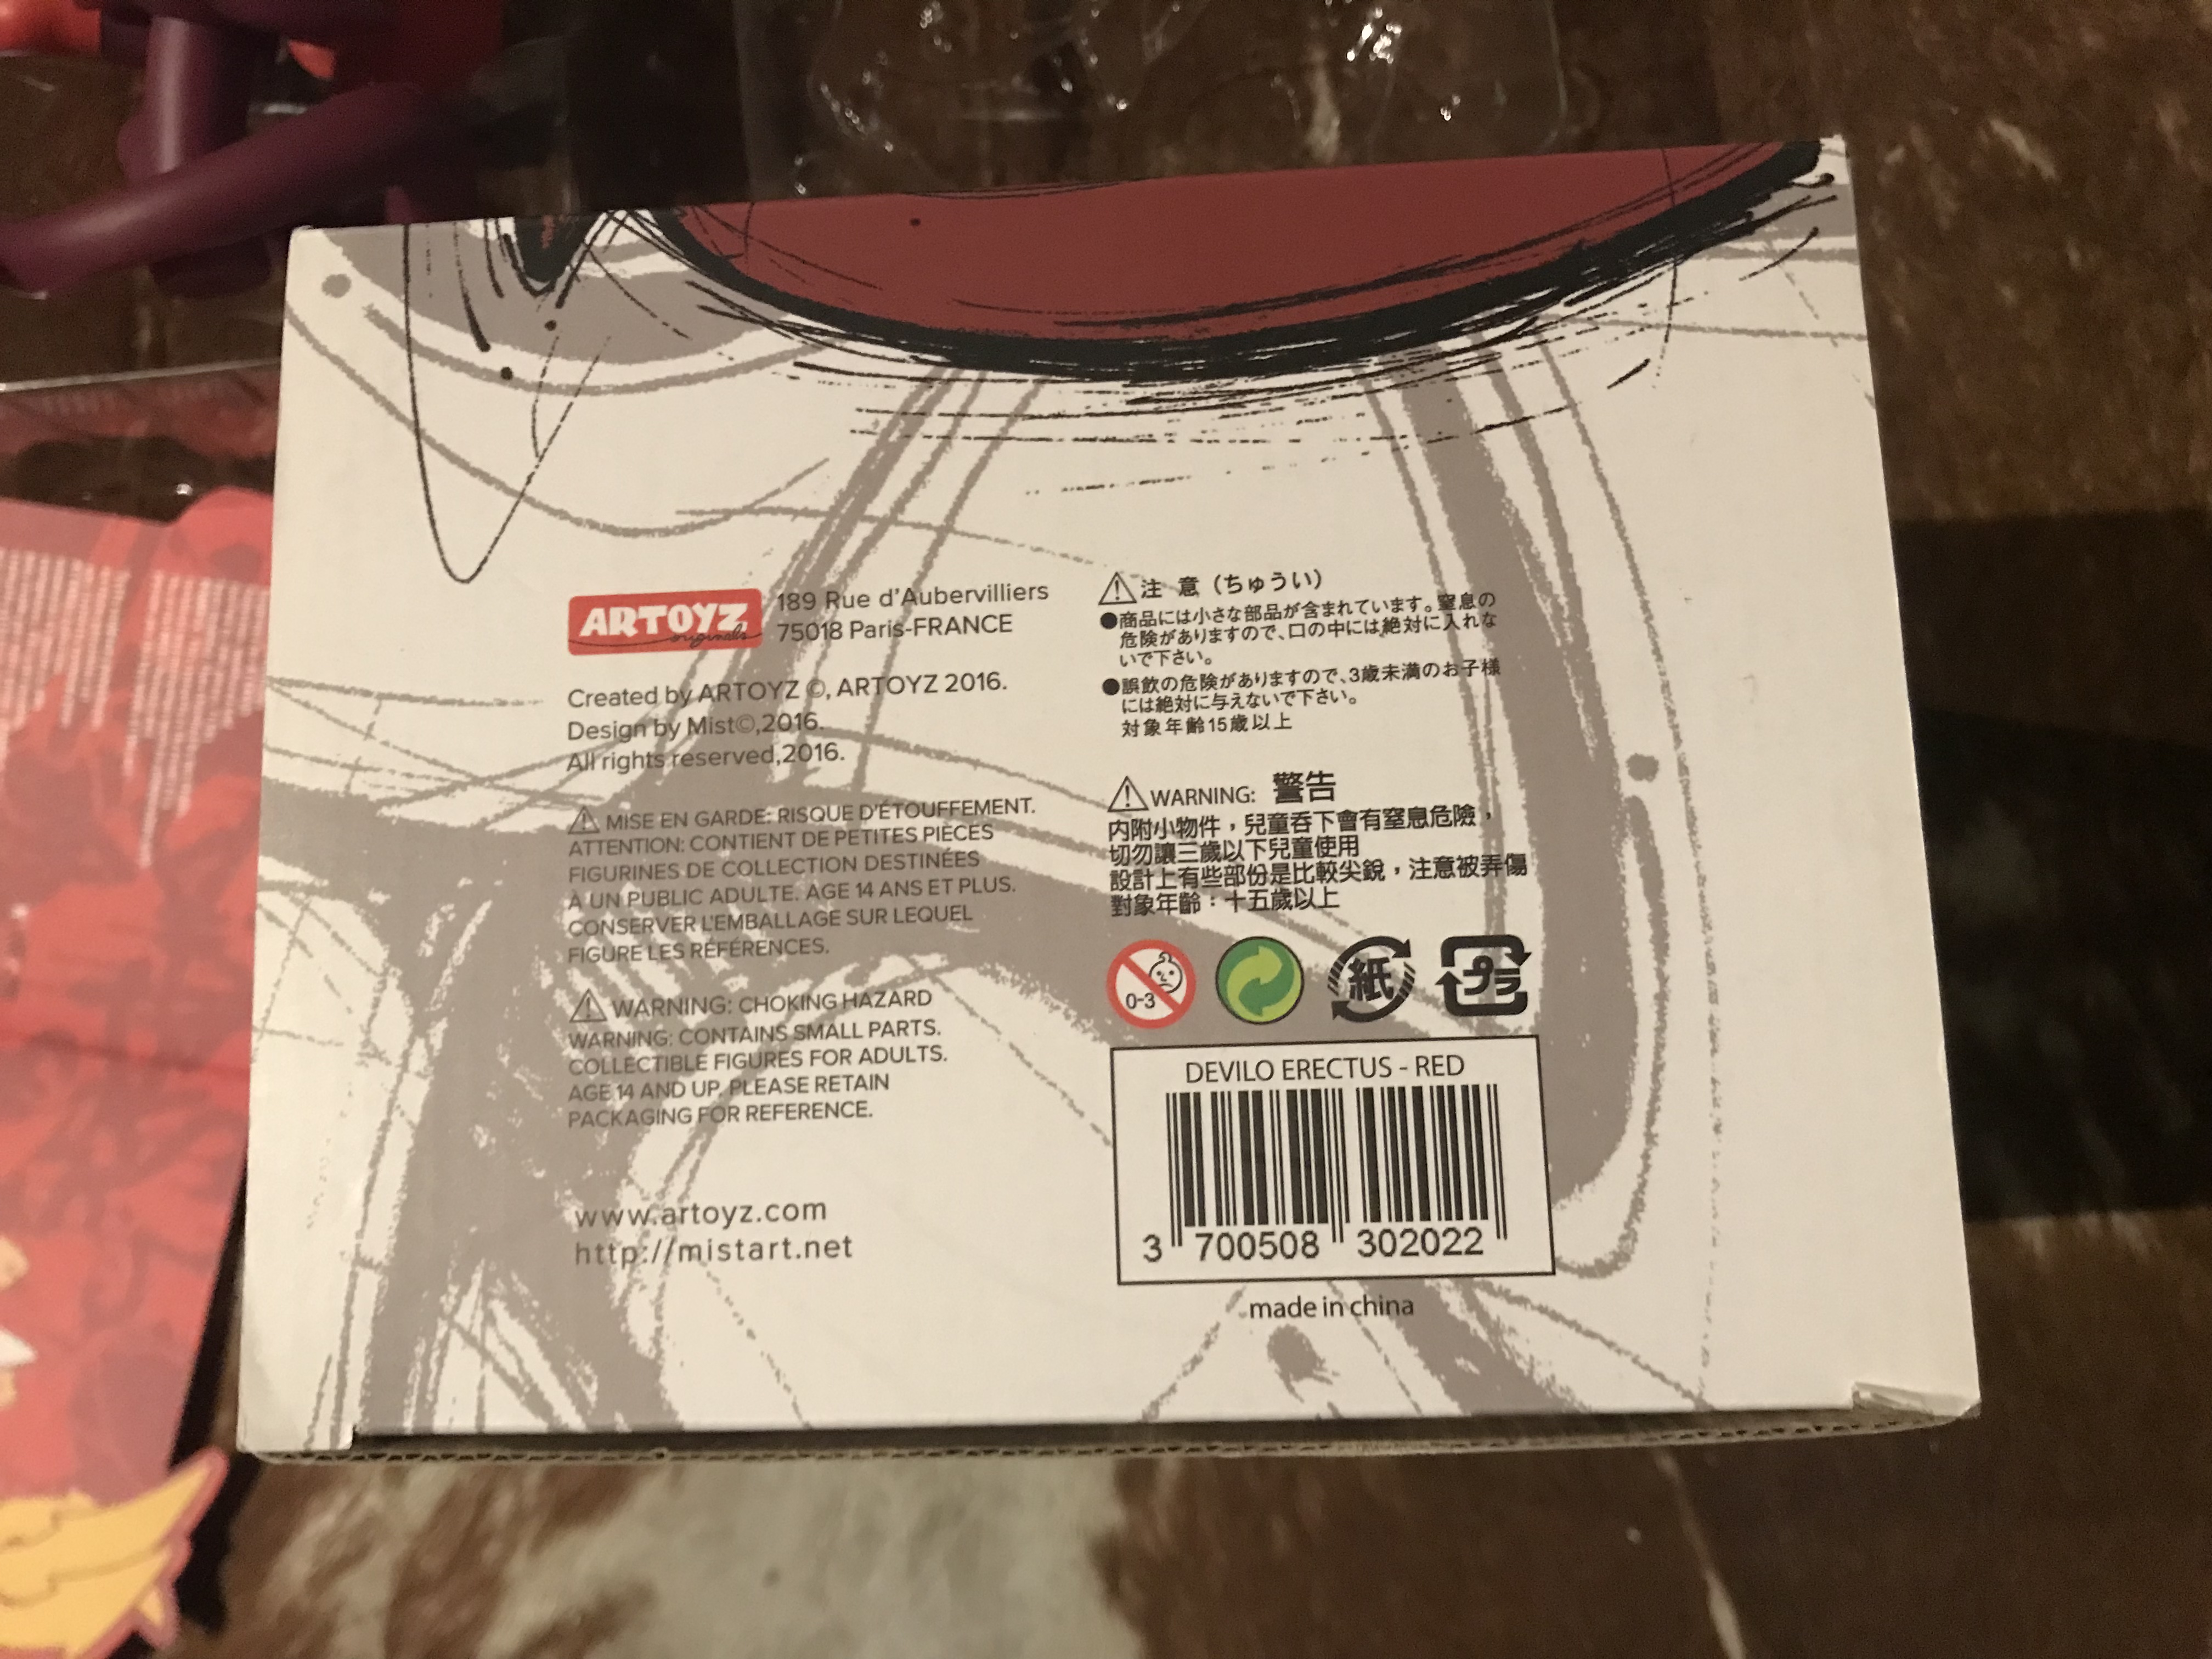 ARTOYZ
originals
189 Rue d'Aubervilliers
75018 Paris-FRANCE
Created by ARTOYZ ©, ARTOYZ 2016.
Design by Mist©,2016.
All rights reserved,2016.
MISE EN GARDE: RISQUE D'ÉTOUFFEMENT.
ATTENTION: CONTIENT DE PETITES PIÈCES
FIGURINES DE COLLECTION DESTINÉES
À UN PUBLIC ADULTE. AGE 14 ANS ET PLUS.
CONSERVER L'EMBALLAGE SUR LEQUEL
FIGURE LES RÉFÉRENCES.
WARNING: CHOKING HAZARD
WARNING: CONTAINS SMALL PARTS.
COLLECTIBLE FIGURES FOR ADULTS.
AGE 14 AND UP. PLEASE RETAIN
PACKAGING FOR REFERENCE.
www.artoyz.com
http://mistart.net
注 意（ちゅうい）
●商品には小さな部品が含まれています。窒息の
危険がありますので、口の中には絶対に入れな
いで下さい。
●誤飲の危険がありますので、3歳未満のお子様
には絶対に与えないで下さい。
対象年齢15歳以上
WARNING: 警告
内附小物件，兒童吞下會有窒息危險，
切勿讓三歲以下兒童使用
設計上有些部份是比較尖銳，注意被弄傷
對象年齡：十五歲以上
0-3
紙
プラ
DEVILO ERECTUS - RED
3 700508 302022
made in china